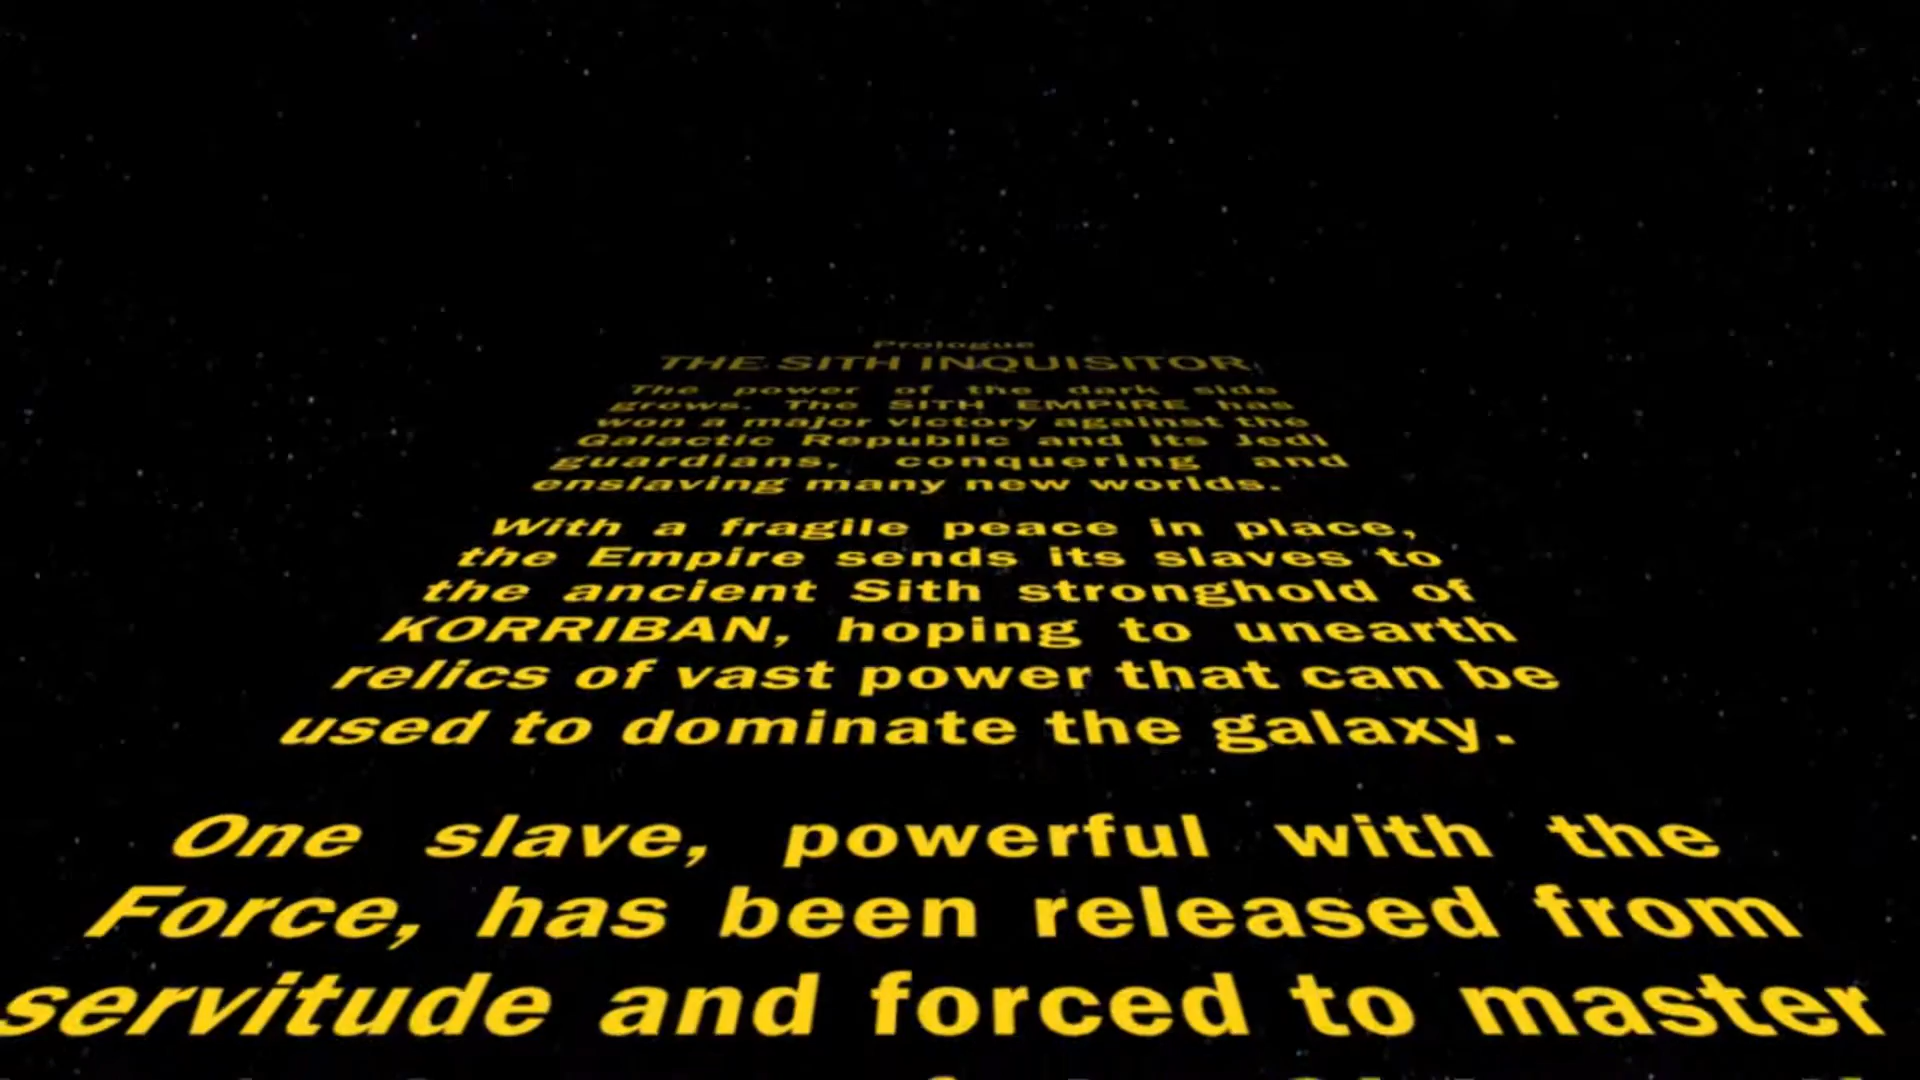 Prologue
THE SITH INQUISITOR
The power of the dark side
grows. The SITH EMPIRE has
won a major victory against the
Galactic Republic and its Jedi
guardians, conquering and
enslaving many new worlds.
With a fragile peace in place,
the Empire sends its slaves to
the ancient Sith stronghold of
KORRIBAN, hoping to unearth
relics of vast power that can be
used to dominate the galaxy.
One slave, powerful with the
Force, has been released from
servitude and forced to master